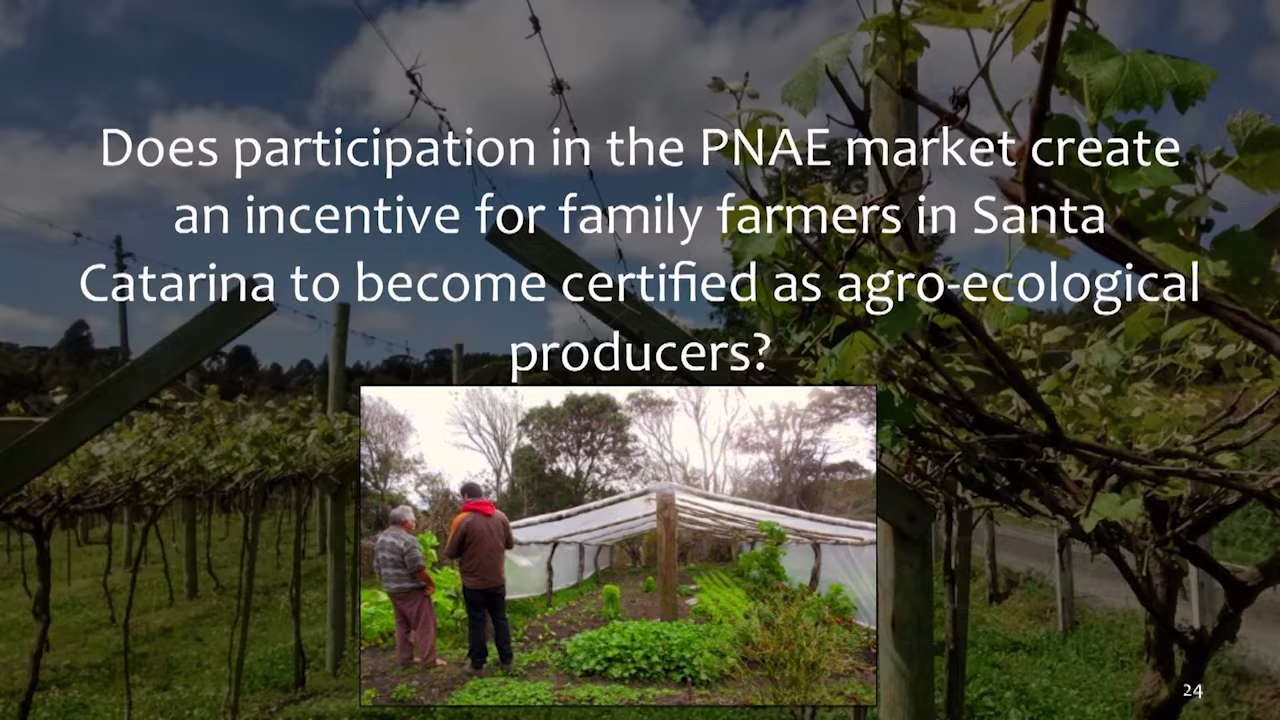 Does participation in the PNAE market create
an incentive for family farmers in Santa
Catarina to become certified as agro-ecological
producers?
24